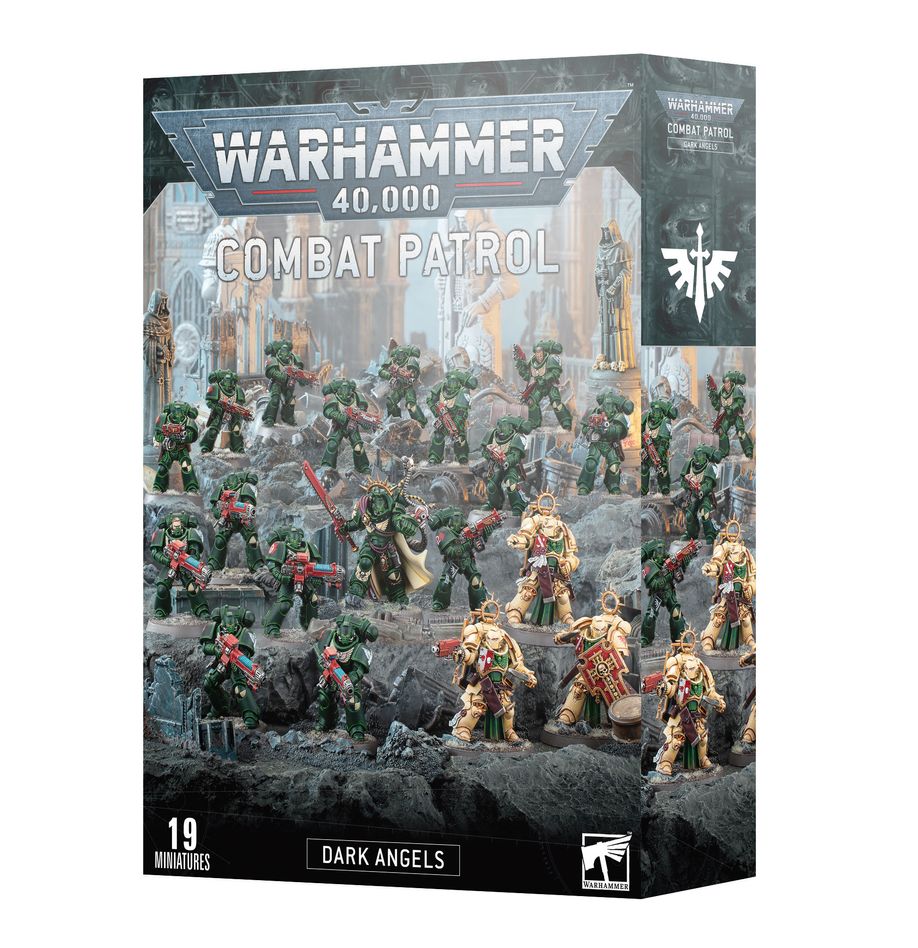 WARHAMMER
40,000
COMBAT PATROL
19
MINIATURES
DARK ANGELS
WARHAMMER
WARHAMMER
40,000
COMBAT PATROL
DARK ANGELS